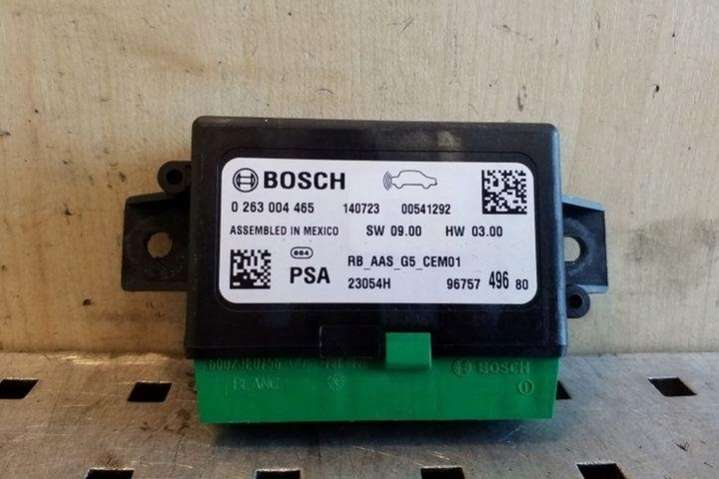 BOSCH
0 263 004 465 140723 00541292
ASSEMBLED IN MEXICO SW 09.00 HW 03.00
PSA RB_AAS_G5_CEM01
23054H 96757 496 80
BOSCH
BLANC